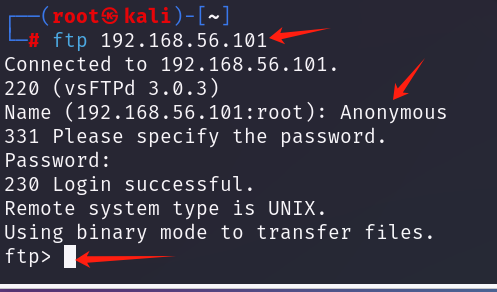 ┌──(root㉿kali)-[~]
└─# ftp 192.168.56.101
Connected to 192.168.56.101.
220 (vsFTPd 3.0.3)
Name (192.168.56.101:root): Anonymous
331 Please specify the password.
Password:
230 Login successful.
Remote system type is UNIX.
Using binary mode to transfer files.
ftp>